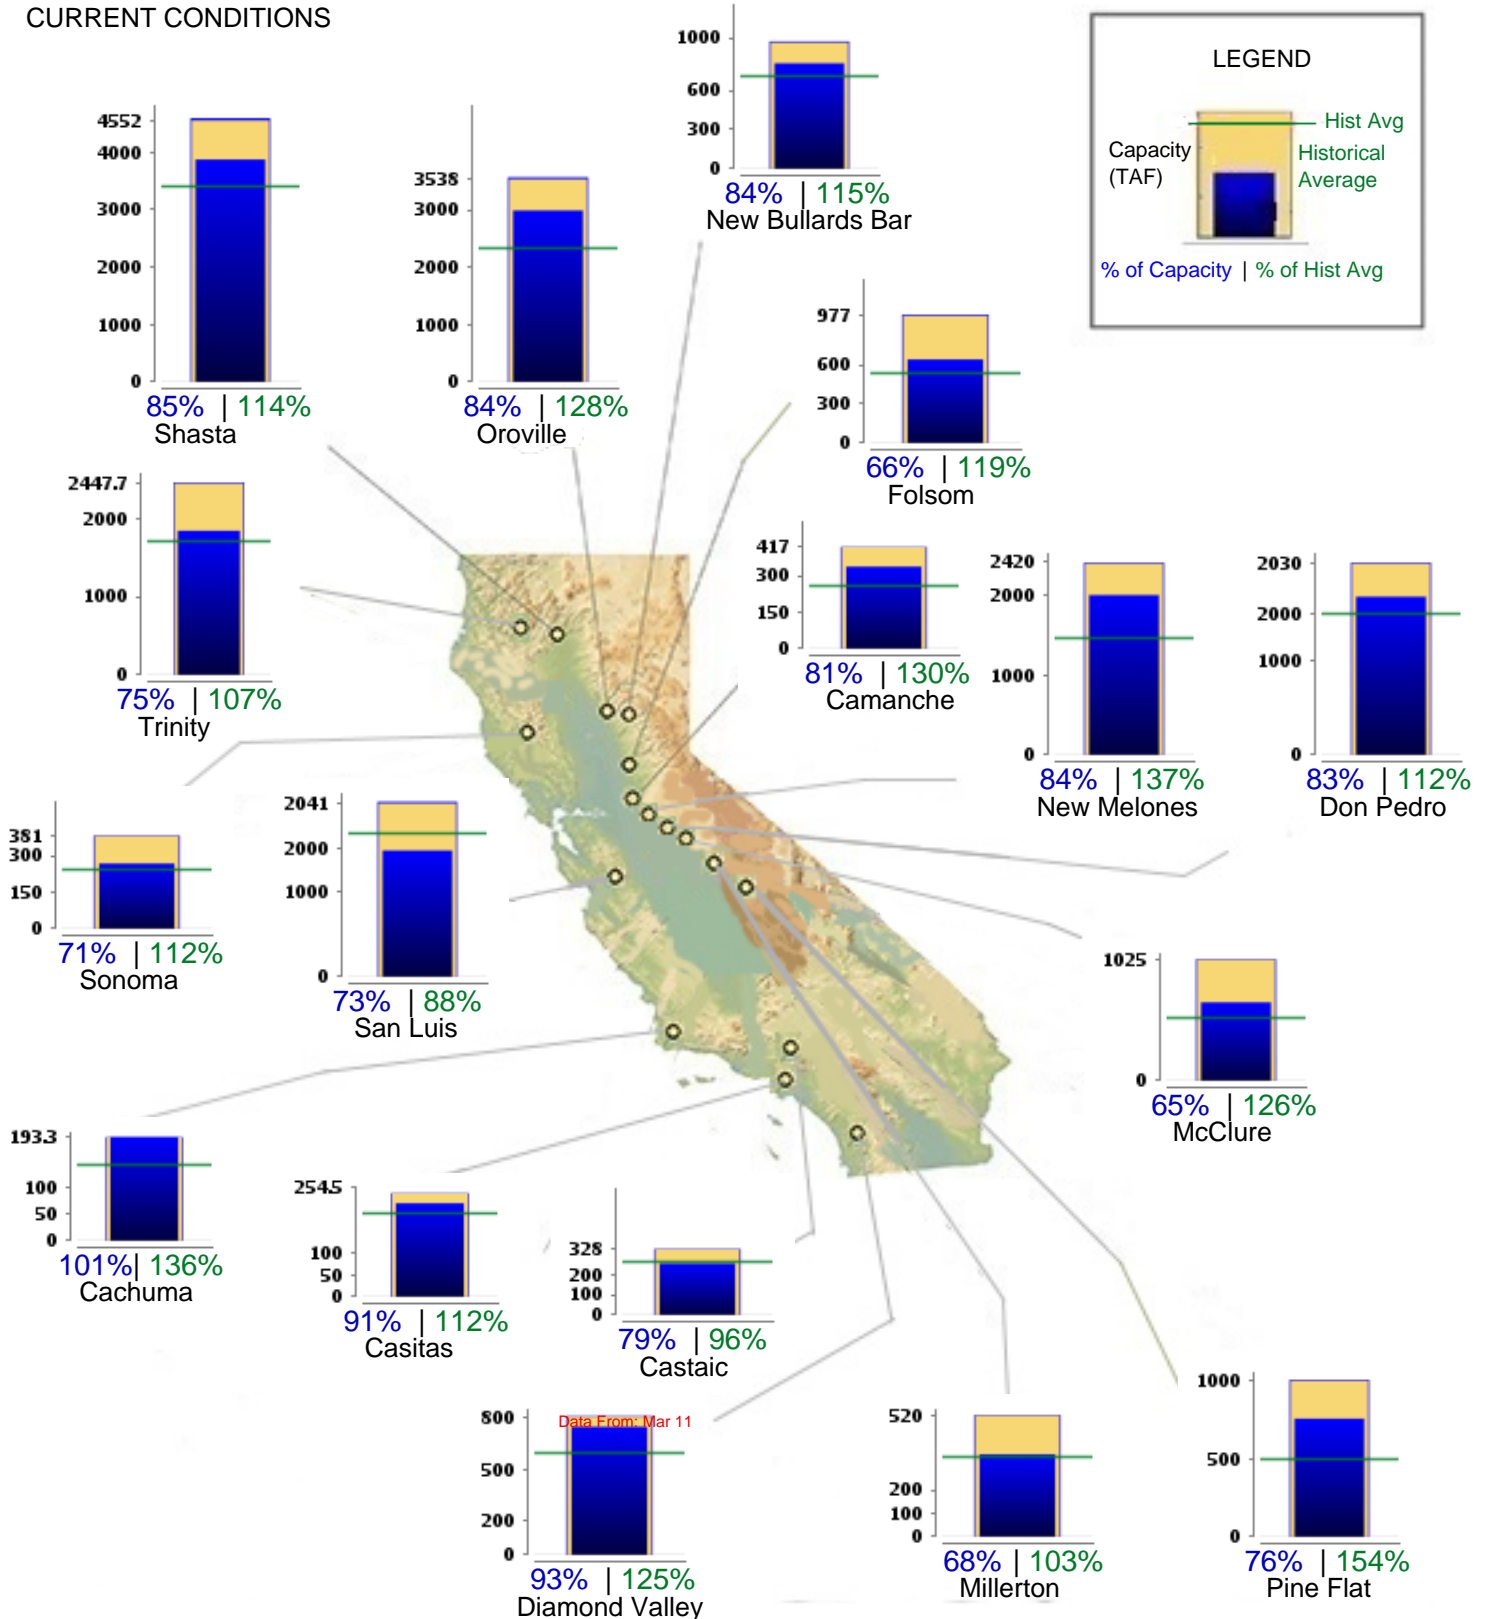 CURRENT CONDITIONS
1000
600
300
0
84% | 115%
New Bullards Bar
LEGEND
Hist Avg
Capacity
(TAF)
Historical
Average
% of Capacity | % of Hist Avg
4552
4000
3000
2000
1000
0
85% | 114%
Shasta
3538
3000
2000
1000
0
84% | 128%
Oroville
977
600
300
0
66% | 119%
Folsom
2447.7
2000
1000
0
75% | 107%
Trinity
417
300
150
0
81% | 130%
Camanche
2420
2000
1000
0
84% | 137%
New Melones
2030
2000
1000
0
83% | 112%
Don Pedro
381
300
150
0
71% | 112%
Sonoma
2041
2000
1000
0
73% | 88%
San Luis
1025
0
65% | 126%
McClure
193.3
100
50
0
101% | 136%
Cachuma
254.5
100
50
0
91% | 112%
Casitas
328
200
100
0
79% | 96%
Castaic
800
500
200
0
Data From: Mar 11
93% | 125%
Diamond Valley
520
200
100
0
68% | 103%
Millerton
1000
500
0
76% | 154%
Pine Flat